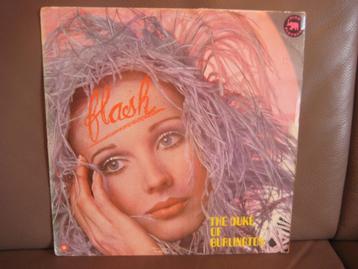 flash
THE DUKE
OF
BURLINGTON